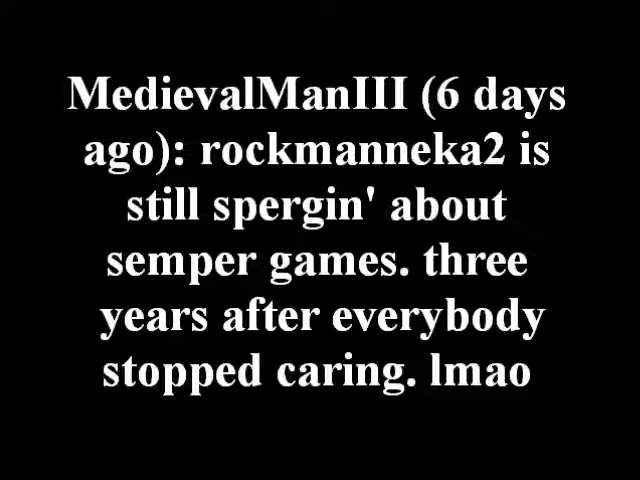 MedievalManIII (6 days
ago): rockmanneka2 is
still spergin' about
semper games. three
years after everybody
stopped caring. lmao